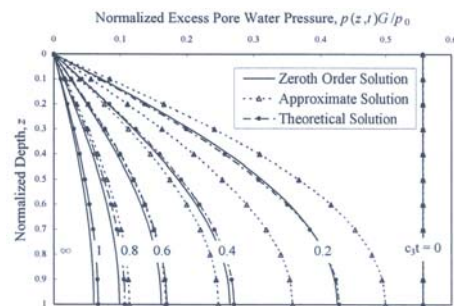 Normalized Excess Pore Water Pressure, p(z,t)G/p₀
0 0.1 0.2 0.3 0.4 0.5 0.6
Normalized Depth, z
0
0.1
0.2
0.3
0.4
0.5
0.6
0.7
0.8
0.9
1
Zeroth Order Solution
Approximate Solution
Theoretical Solution
∞ 1 0.8 0.6 0.4 0.2 c₃t = 0